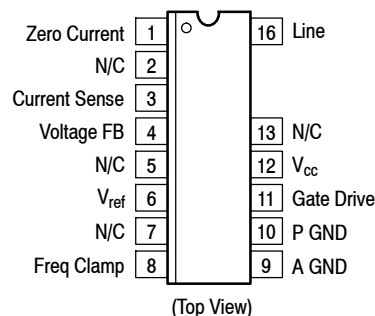 Zero Current 1 16 Line
N/C 2
Current Sense 3
Voltage FB 4 13 N/C
N/C 5 12 Vcc
Vref 6 11 Gate Drive
N/C 7 10 P GND
Freq Clamp 8 9 A GND
(Top View)